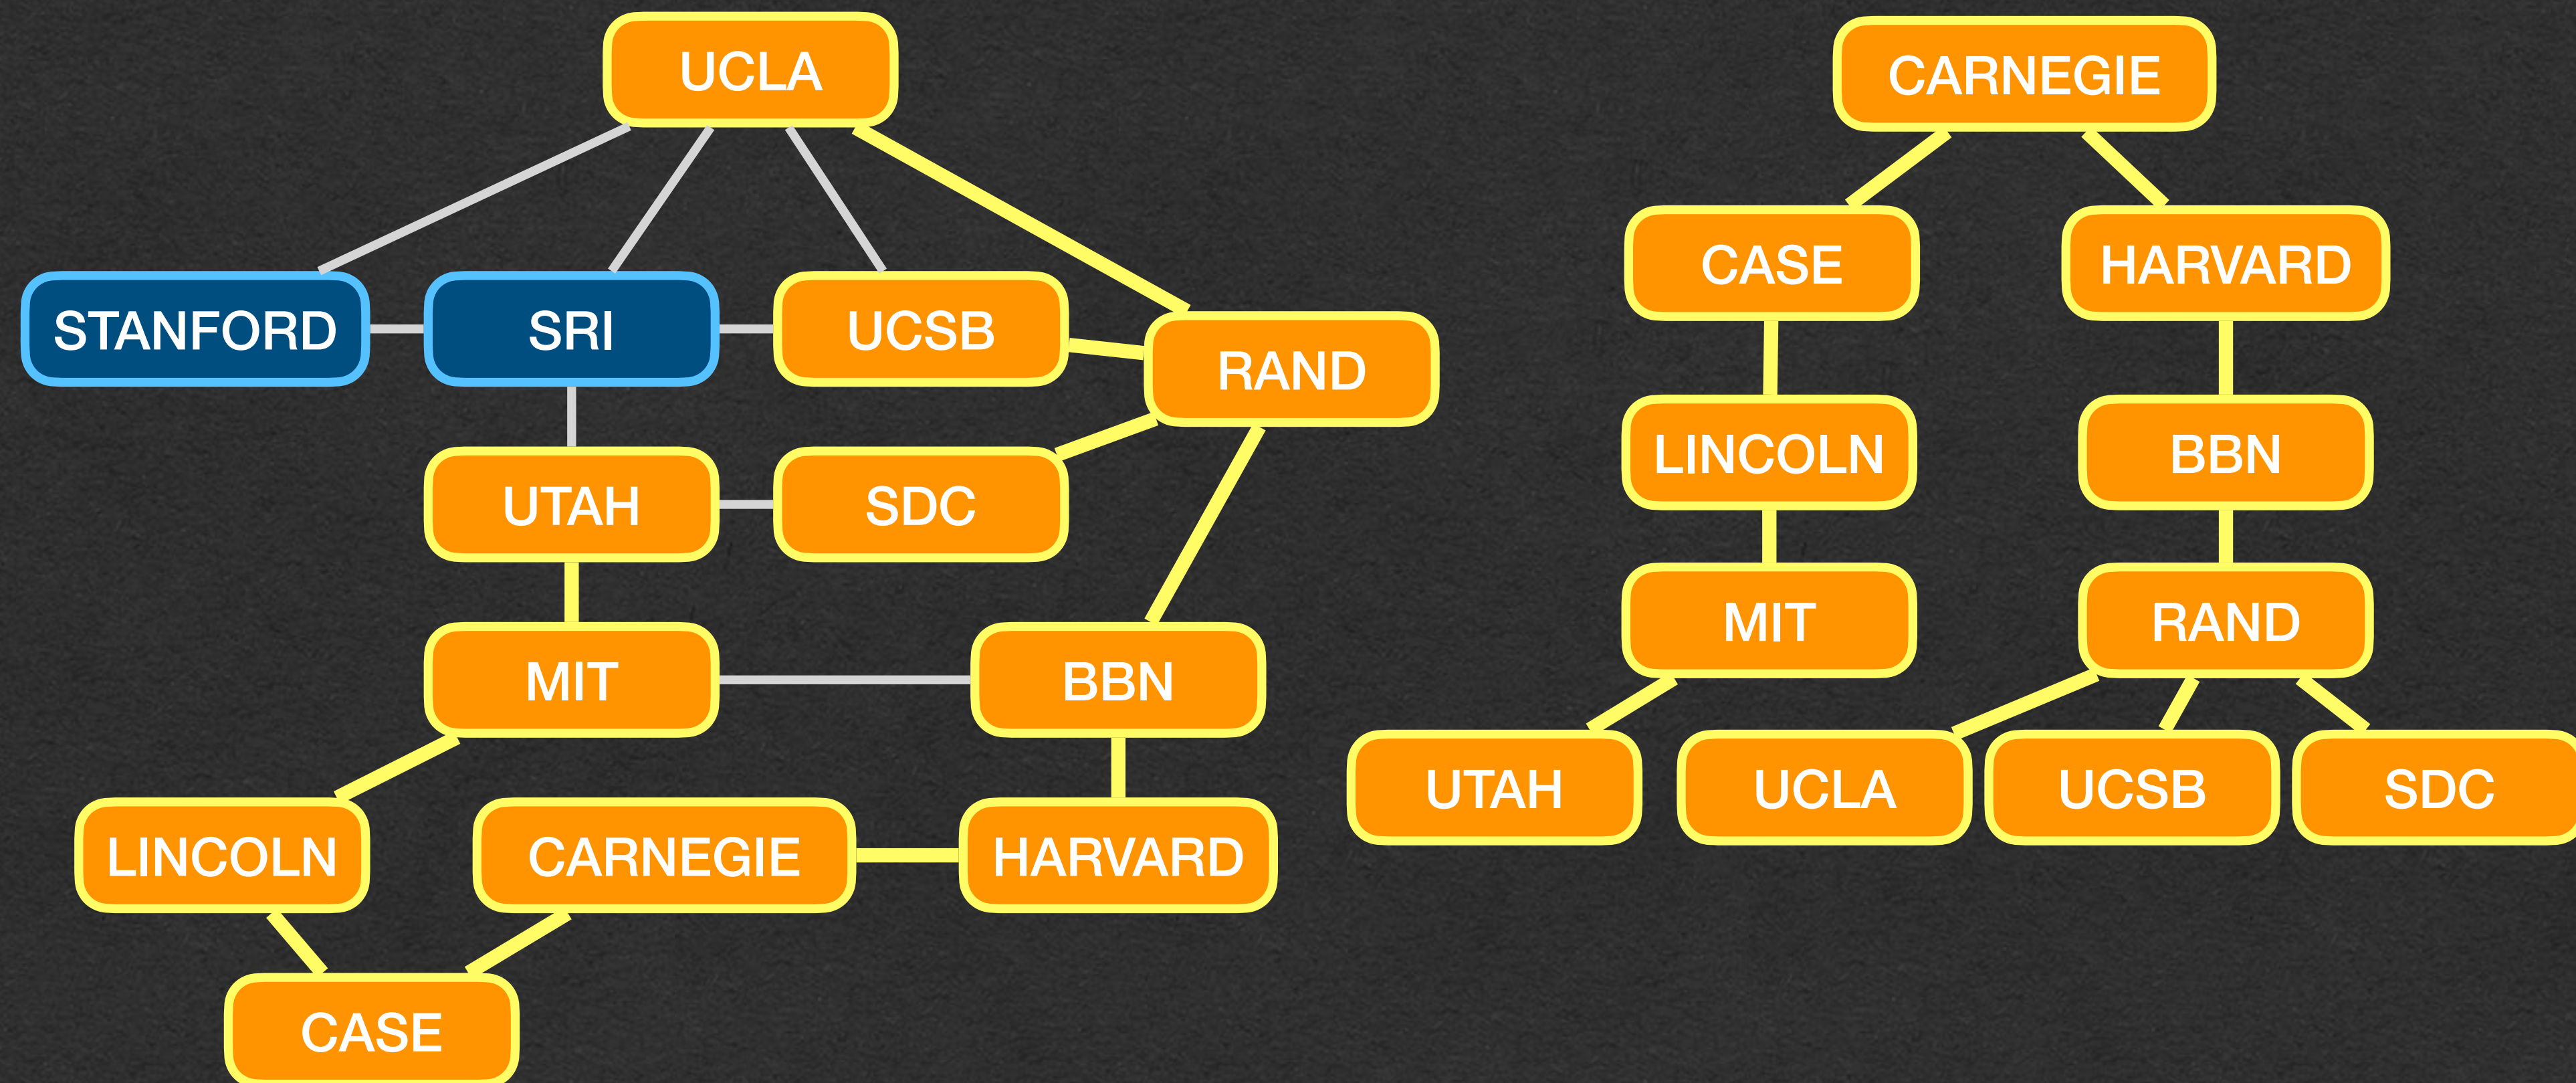 UCLA
STANFORD
SRI
UCSB
RAND
UTAH
SDC
MIT
BBN
LINCOLN
CARNEGIE
HARVARD
CASE
CARNEGIE
CASE
HARVARD
LINCOLN
BBN
MIT
RAND
UTAH
UCLA
UCSB
SDC